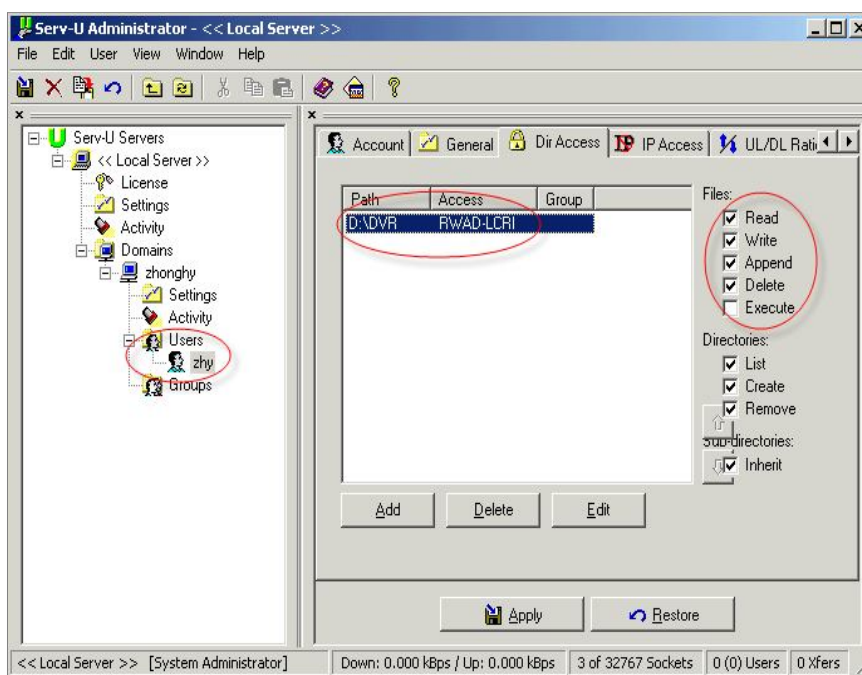 Serv-U Administrator - << Local Server >>
File Edit User View Window Help
Serv-U Servers
<< Local Server >>
License
Settings
Activity
Domains
zhonghy
Settings
Activity
Users
zhy
Groups
Account General Dir Access IP Access UL/DL Rati
Path Access Group
D:\DVR RWAD-LCRI
Files:
Read
Write
Append
Delete
Execute
Directories:
List
Create
Remove
Sub-directories:
Inherit
Add Delete Edit
Apply Restore
<< Local Server >> [System Administrator] Down: 0.000 kBps / Up: 0.000 kBps 3 of 32767 Sockets 0 (0) Users 0 Xfers